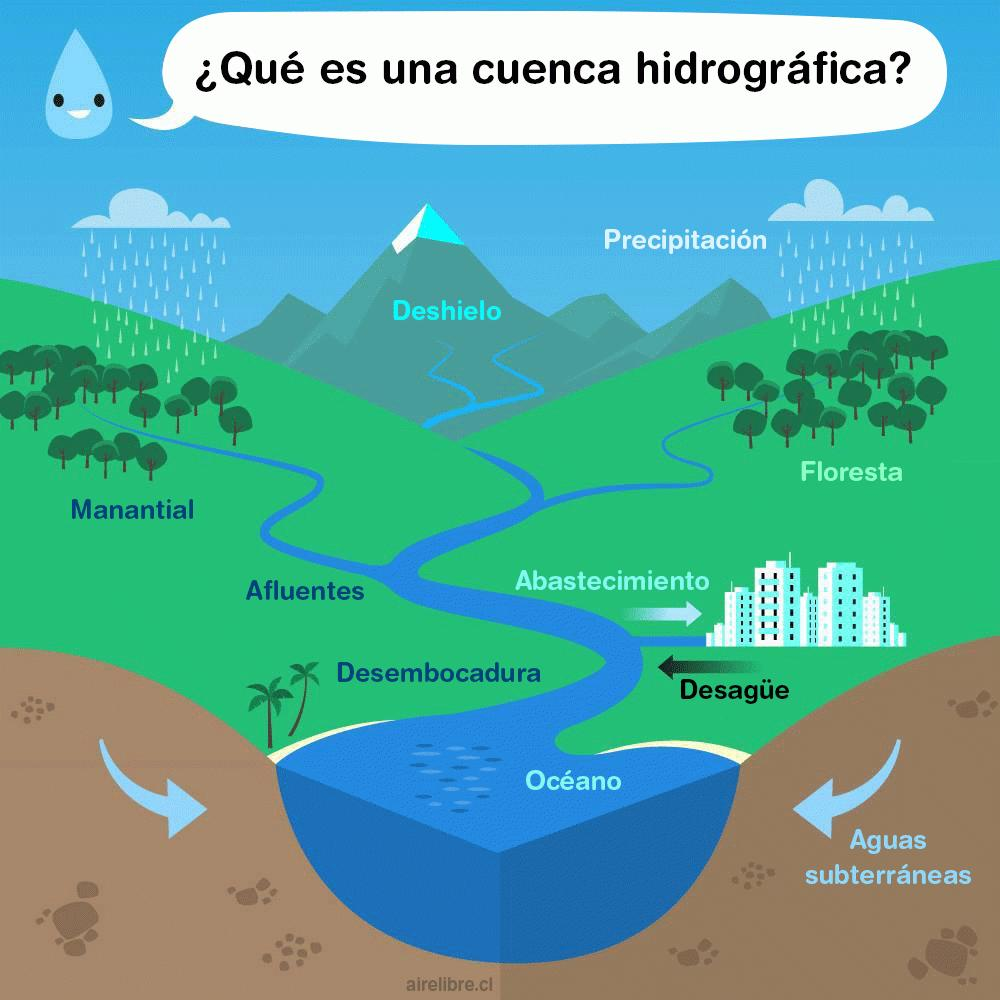 ¿Qué es una cuenca hidrográfica?
Precipitación
Deshielo
Floresta
Manantial
Abastecimiento
Afluentes
Desembocadura
Desagüe
Océano
Aguas
subterráneas
airelibre.cl